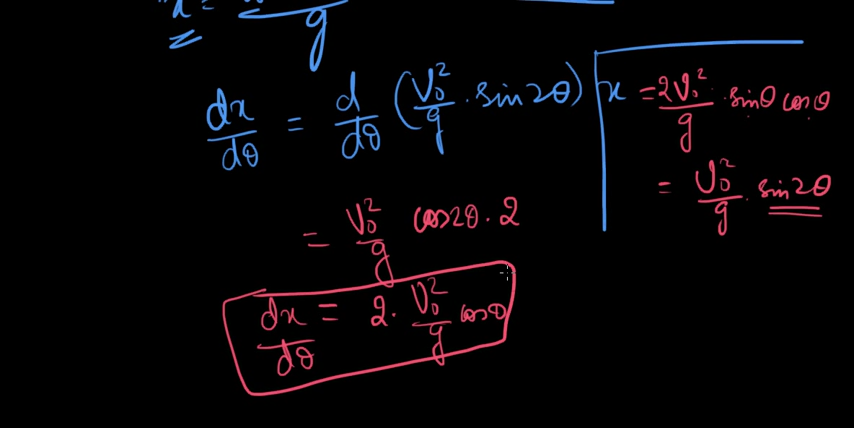 x =
g
dx/dθ = d/dθ (V₀²/g · sin2θ)
= V₀²/g cos2θ · 2
dx/dθ = 2 · V₀²/g cosθ
x = 2V₀²/g · sinθ cosθ
= V₀²/g · sin2θ